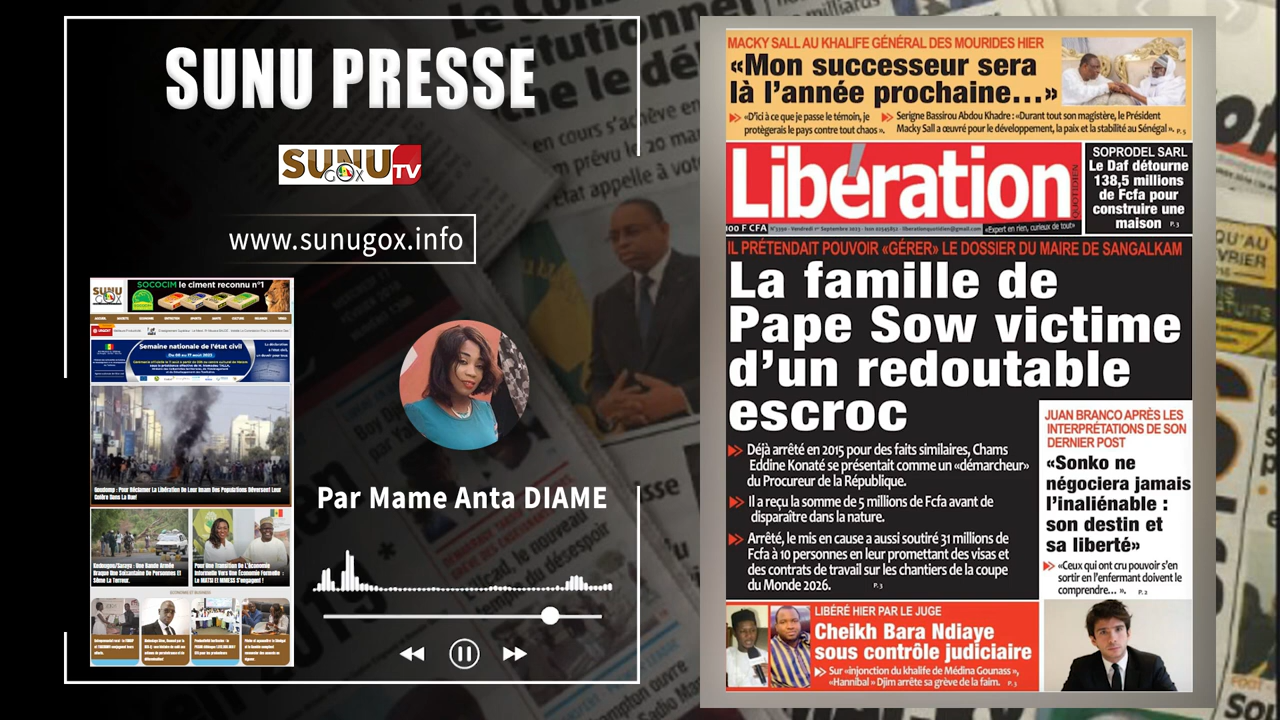 SUNU PRESSE
SUNU
GOX
TV
www.sunugox.info
SOCOCIM le ciment reconnu n°1
Semaine nationale de l'état civil
Par Mame Anta DIAME
MACKY SALL AU KHALIFE GÉNÉRAL DES MOURIDES HIER
«Mon successeur sera
là l'année prochaine...»
«D'ici à ce que je passe le témoin, je
protègerais le pays contre tout chaos».
Serigne Bassirou Abdou Khadre : «Durant tout son magistère, le Président
Macky Sall a œuvré pour le développement, la paix et la stabilité au Sénégal». P. 5
Libération
QUOTIDIEN
100 F CFA
Vendredi 1er Septembre 2023
«Expert en rien, curieux de tout»
SOPRODEL SARL
Le Daf détourne
138,5 millions
de Fcfa pour
construire une
maison P.3
IL PRÉTENDAIT POUVOIR «GÉRER» LE DOSSIER DU MAIRE DE SANGALKAM
La famille de
Pape Sow victime
d'un redoutable
escroc
Déjà arrêté en 2015 pour des faits similaires, Chams
Eddine Konaté se présentait comme un «démarcheur»
du Procureur de la République.
Il a reçu la somme de 5 millions de Fcfa avant de
disparaître dans la nature.
Arrêté, le mis en cause a aussi soutiré 31 millions de
Fcfa à 10 personnes en leur promettant des visas et
des contrats de travail sur les chantiers de la coupe
du Monde 2026. P.3
JUAN BRANCO APRÈS LES
INTERPRÉTATIONS DE SON
DERNIER POST
«Sonko ne
négociera jamais
l'inaliénable :
son destin et
sa liberté»
«Ceux qui ont cru pouvoir s'en
sortir en l'enfermant doivent le
comprendre... ».
LIBÉRÉ HIER PAR LE JUGE
Cheikh Bara Ndiaye
sous contrôle judiciaire
Sur «injonction du khalife de Médina Gounass»,
«Hannibal» Djim arrête sa grève de la faim.